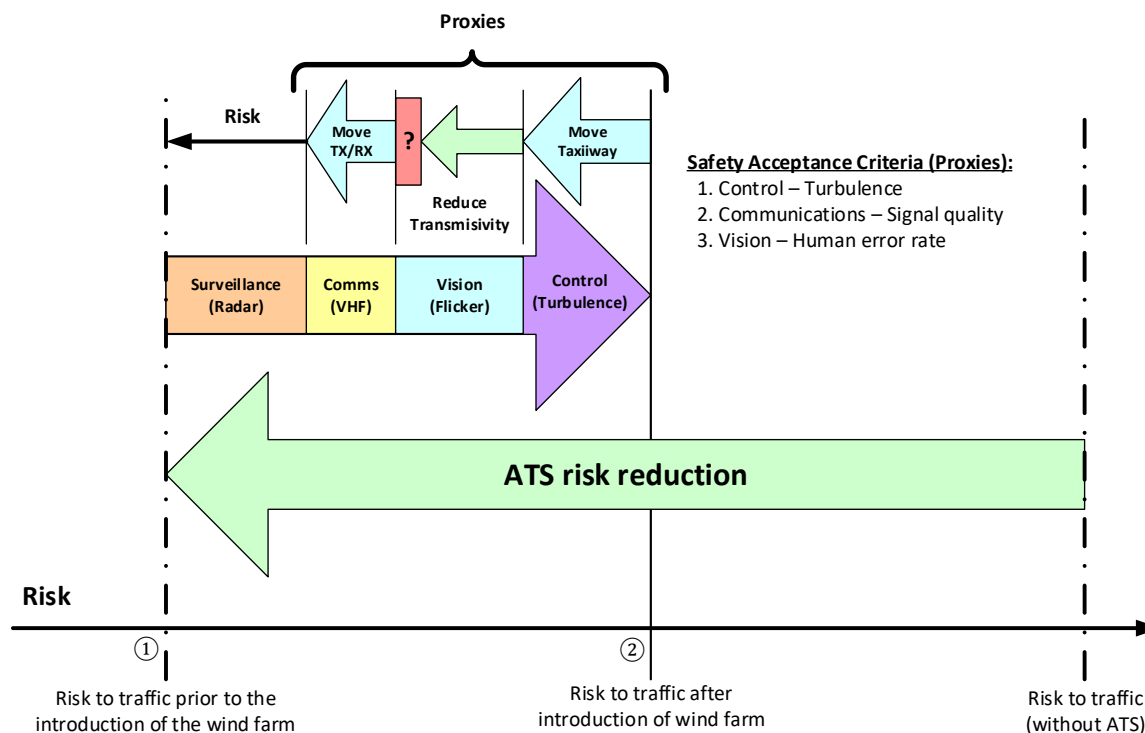 Proxies
Risk
Move
TX/RX
?
Move
Taxiiway
Reduce
Transmisivity
Safety Acceptance Criteria (Proxies):
1. Control – Turbulence
2. Communications – Signal quality
3. Vision – Human error rate
Surveillance
(Radar)
Comms
(VHF)
Vision
(Flicker)
Control
(Turbulence)
ATS risk reduction
Risk
①
②
Risk to traffic prior to the
introduction of the wind farm
Risk to traffic after
introduction of wind farm
Risk to traffic
(without ATS)